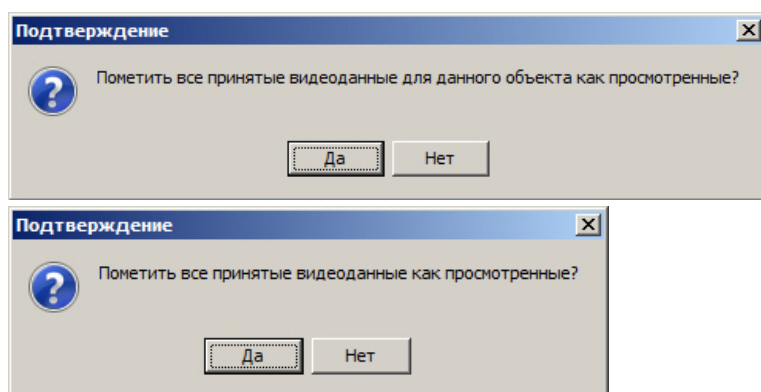 Подтверждение
Пометить все принятые видеоданные для данного объекта как просмотренные?
Да Нет
Подтверждение
Пометить все принятые видеоданные как просмотренные?
Да Нет